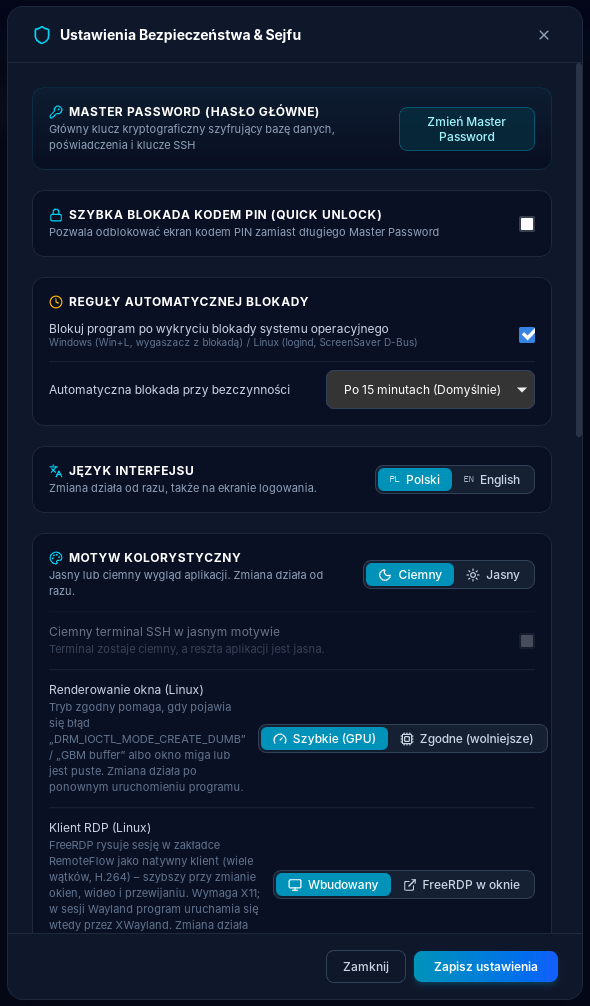 Ustawienia Bezpieczeństwa & Sejfu
MASTER PASSWORD (HASŁO GŁÓWNE)
Główny klucz kryptograficzny szyfrujący bazę danych,
poświadczenia i klucze SSH
Zmień Master
Password
SZYBKA BLOKADA KODEM PIN (QUICK UNLOCK)
Pozwala odblokować ekran kodem PIN zamiast długiego Master Password
REGUŁY AUTOMATYCZNEJ BLOKADY
Blokuj program po wykryciu blokady systemu operacyjnego
Windows (Win+L, wygaszacz z blokadą) / Linux (logind, ScreenSaver D-Bus)
Automatyczna blokada przy bezczynności
Po 15 minutach (Domyślnie)
JĘZYK INTERFEJSU
Zmiana działa od razu, także na ekranie logowania.
PL Polski
EN English
MOTYW KOLORYSTYCZNY
Jasny lub ciemny wygląd aplikacji. Zmiana działa od
razu.
Ciemny
Jasny
Ciemny terminal SSH w jasnym motywie
Terminal zostaje ciemny, a reszta aplikacji jest jasna.
Renderowanie okna (Linux)
Tryb zgodny pomaga, gdy pojawia
się błąd
„DRM_IOCTL_MODE_CREATE_DUMB”
/ „GBM buffer” albo okno miga lub
jest puste. Zmiana działa po
ponownym uruchomieniu programu.
Szybkie (GPU)
Zgodne (wolniejsze)
Klient RDP (Linux)
FreeRDP rysuje sesję w zakładce
RemoteFlow jako natywny klient (wiele
wątków, H.264) – szybszy przy zmianie
okien, wideo i przewijaniu. Wymaga X11;
w sesji Wayland program uruchamia się
wtedy przez XWayland. Zmiana działa
Wbudowany
FreeRDP w oknie
Zamknij
Zapisz ustawienia